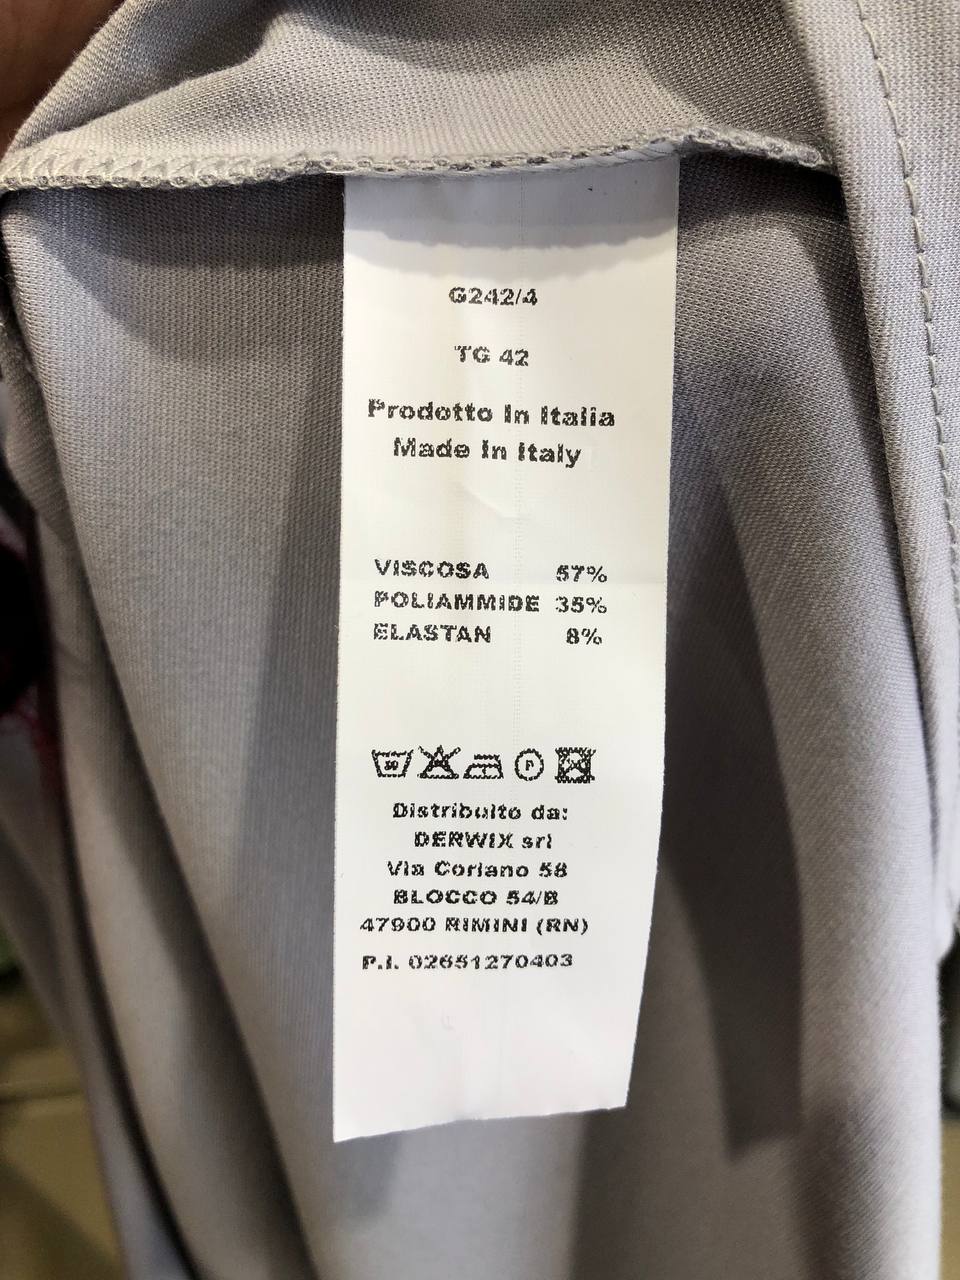 G242/4
TG 42
Prodotto In Italia
Made In Italy
VISCOSA 57%
POLIAMMIDE 35%
ELASTAN 8%
30 P
Distribuito da:
DERWIX srl
Via Coriano 58
BLOCCO 54/B
47900 RIMINI (RN)
P.I. 02651270403